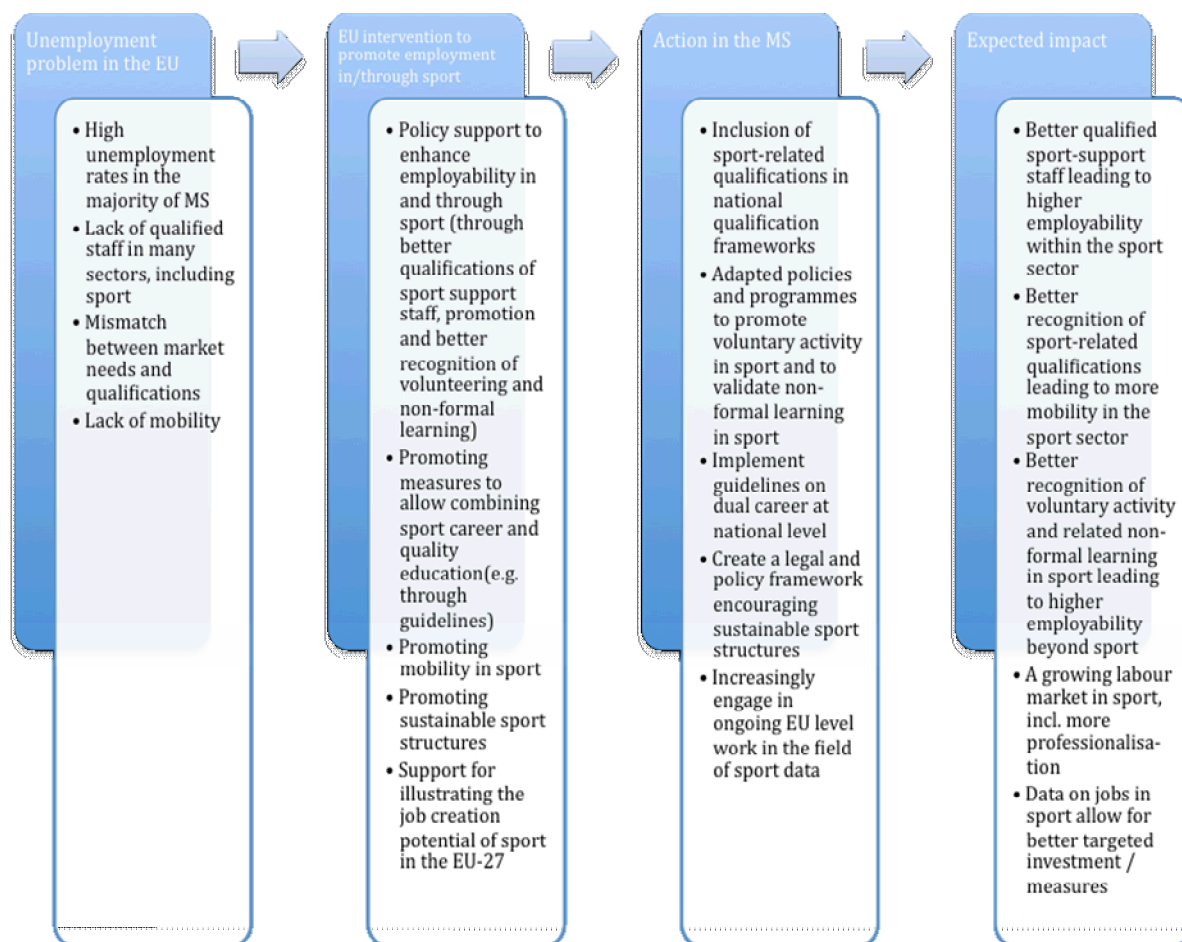 Unemployment
problem in the EU
• High
unemployment
rates in the
majority of MS
• Lack of qualified
staff in many
sectors, including
sport
• Mismatch
between market
needs and
qualifications
• Lack of mobility
EU intervention to
promote employment
in/through sport
• Policy support to
enhance
employability in
and through
sport (through
better
qualifications of
sport support
staff, promotion
and better
recognition of
volunteering and
non-formal
learning)
• Promoting
measures to
allow combining
sport career and
quality
education(e.g.
through
guidelines)
• Promoting
mobility in sport
• Promoting
sustainable sport
structures
• Support for
illustrating the
job creation
potential of sport
in the EU-27
Action in the MS
• Inclusion of
sport-related
qualifications in
national
qualification
frameworks
• Adapted policies
and programmes
to promote
voluntary activity
in sport and to
validate non-
formal learning
in sport
• Implement
guidelines on
dual career at
national level
• Create a legal and
policy framework
encouraging
sustainable sport
structures
• Increasingly
engage in
ongoing EU level
work in the field
of sport data
Expected impact
• Better qualified
sport-support
staff leading to
higher
employability
within the sport
sector
• Better
recognition of
sport-related
qualifications
leading to more
mobility in the
sport sector
• Better
recognition of
voluntary activity
and related non-
formal learning
in sport leading
to higher
employability
beyond sport
• A growing labour
market in sport,
incl. more
professionalisa-
tion
• Data on jobs in
sport allow for
better targeted
investment /
measures